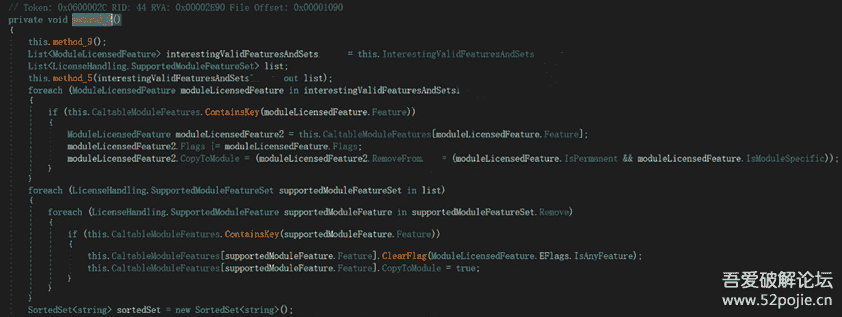 // Token: 0x0600002C RID: 44 RVA: 0x00002E90 File Offset: 0x00001090
private void ()
{
this.method_9();
List<ModuleLicensedFeature> interestingValidFeaturesAndSets = this.InterestingValidFeaturesAndSets
List<LicenseHandling.SupportedModuleFeatureSet> list;
this.method_5(interestingValidFeaturesAndSets out list);
foreach (ModuleLicensedFeature moduleLicensedFeature in interestingValidFeaturesAndSets
{
if (this.CaltableModuleFeatures.ContainsKey(moduleLicensedFeature.Feature))
{
ModuleLicensedFeature moduleLicensedFeature2 = this.CaltableModuleFeatures[moduleLicensedFeature.Feature];
moduleLicensedFeature2.Flags |= moduleLicensedFeature.Flags;
moduleLicensedFeature2.CopyToModule = (moduleLicensedFeature2.RemoveFrom = (moduleLicensedFeature.IsPermanent && moduleLicensedFeature.IsModuleSpecific));
}
}
foreach (LicenseHandling.SupportedModuleFeatureSet supportedModuleFeatureSet in list)
{
foreach (LicenseHandling.SupportedModuleFeature supportedModuleFeature in supportedModuleFeatureSet.Remove)
{
if (this.CaltableModuleFeatures.ContainsKey(supportedModuleFeature.Feature))
{
this.CaltableModuleFeatures[supportedModuleFeature.Feature].ClearFlag(ModuleLicensedFeature.EFlags.IsAnyFeature);
this.CaltableModuleFeatures[supportedModuleFeature.Feature].CopyToModule = true;
}
}
}
SortedSet<string> sortedSet = new SortedSet<string>();
吾爱破解论坛
www.52pojie.cn